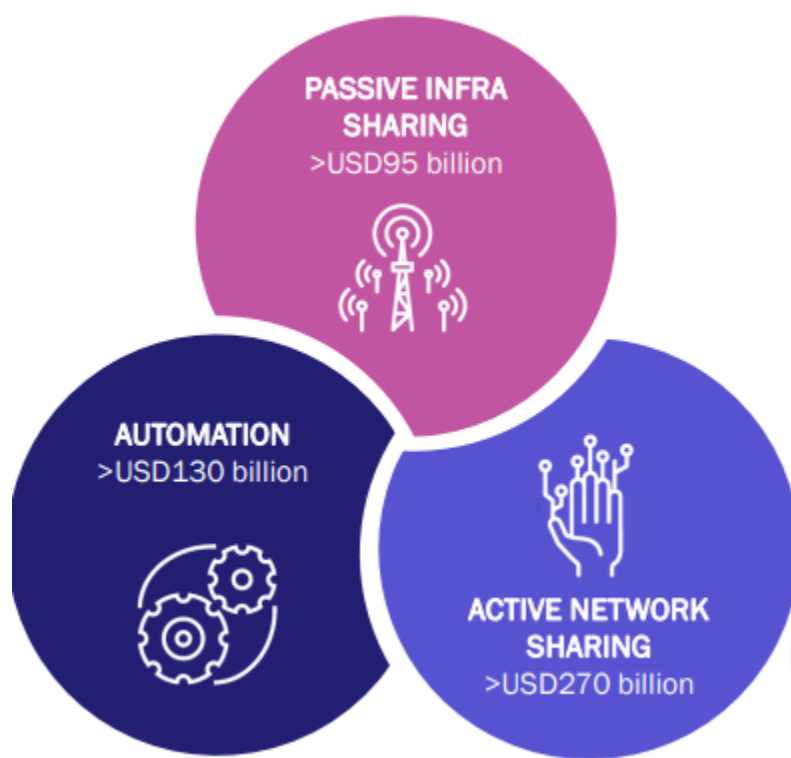 PASSIVE INFRA
SHARING
>USD95 billion
AUTOMATION
>USD130 billion
ACTIVE NETWORK
SHARING
>USD270 billion